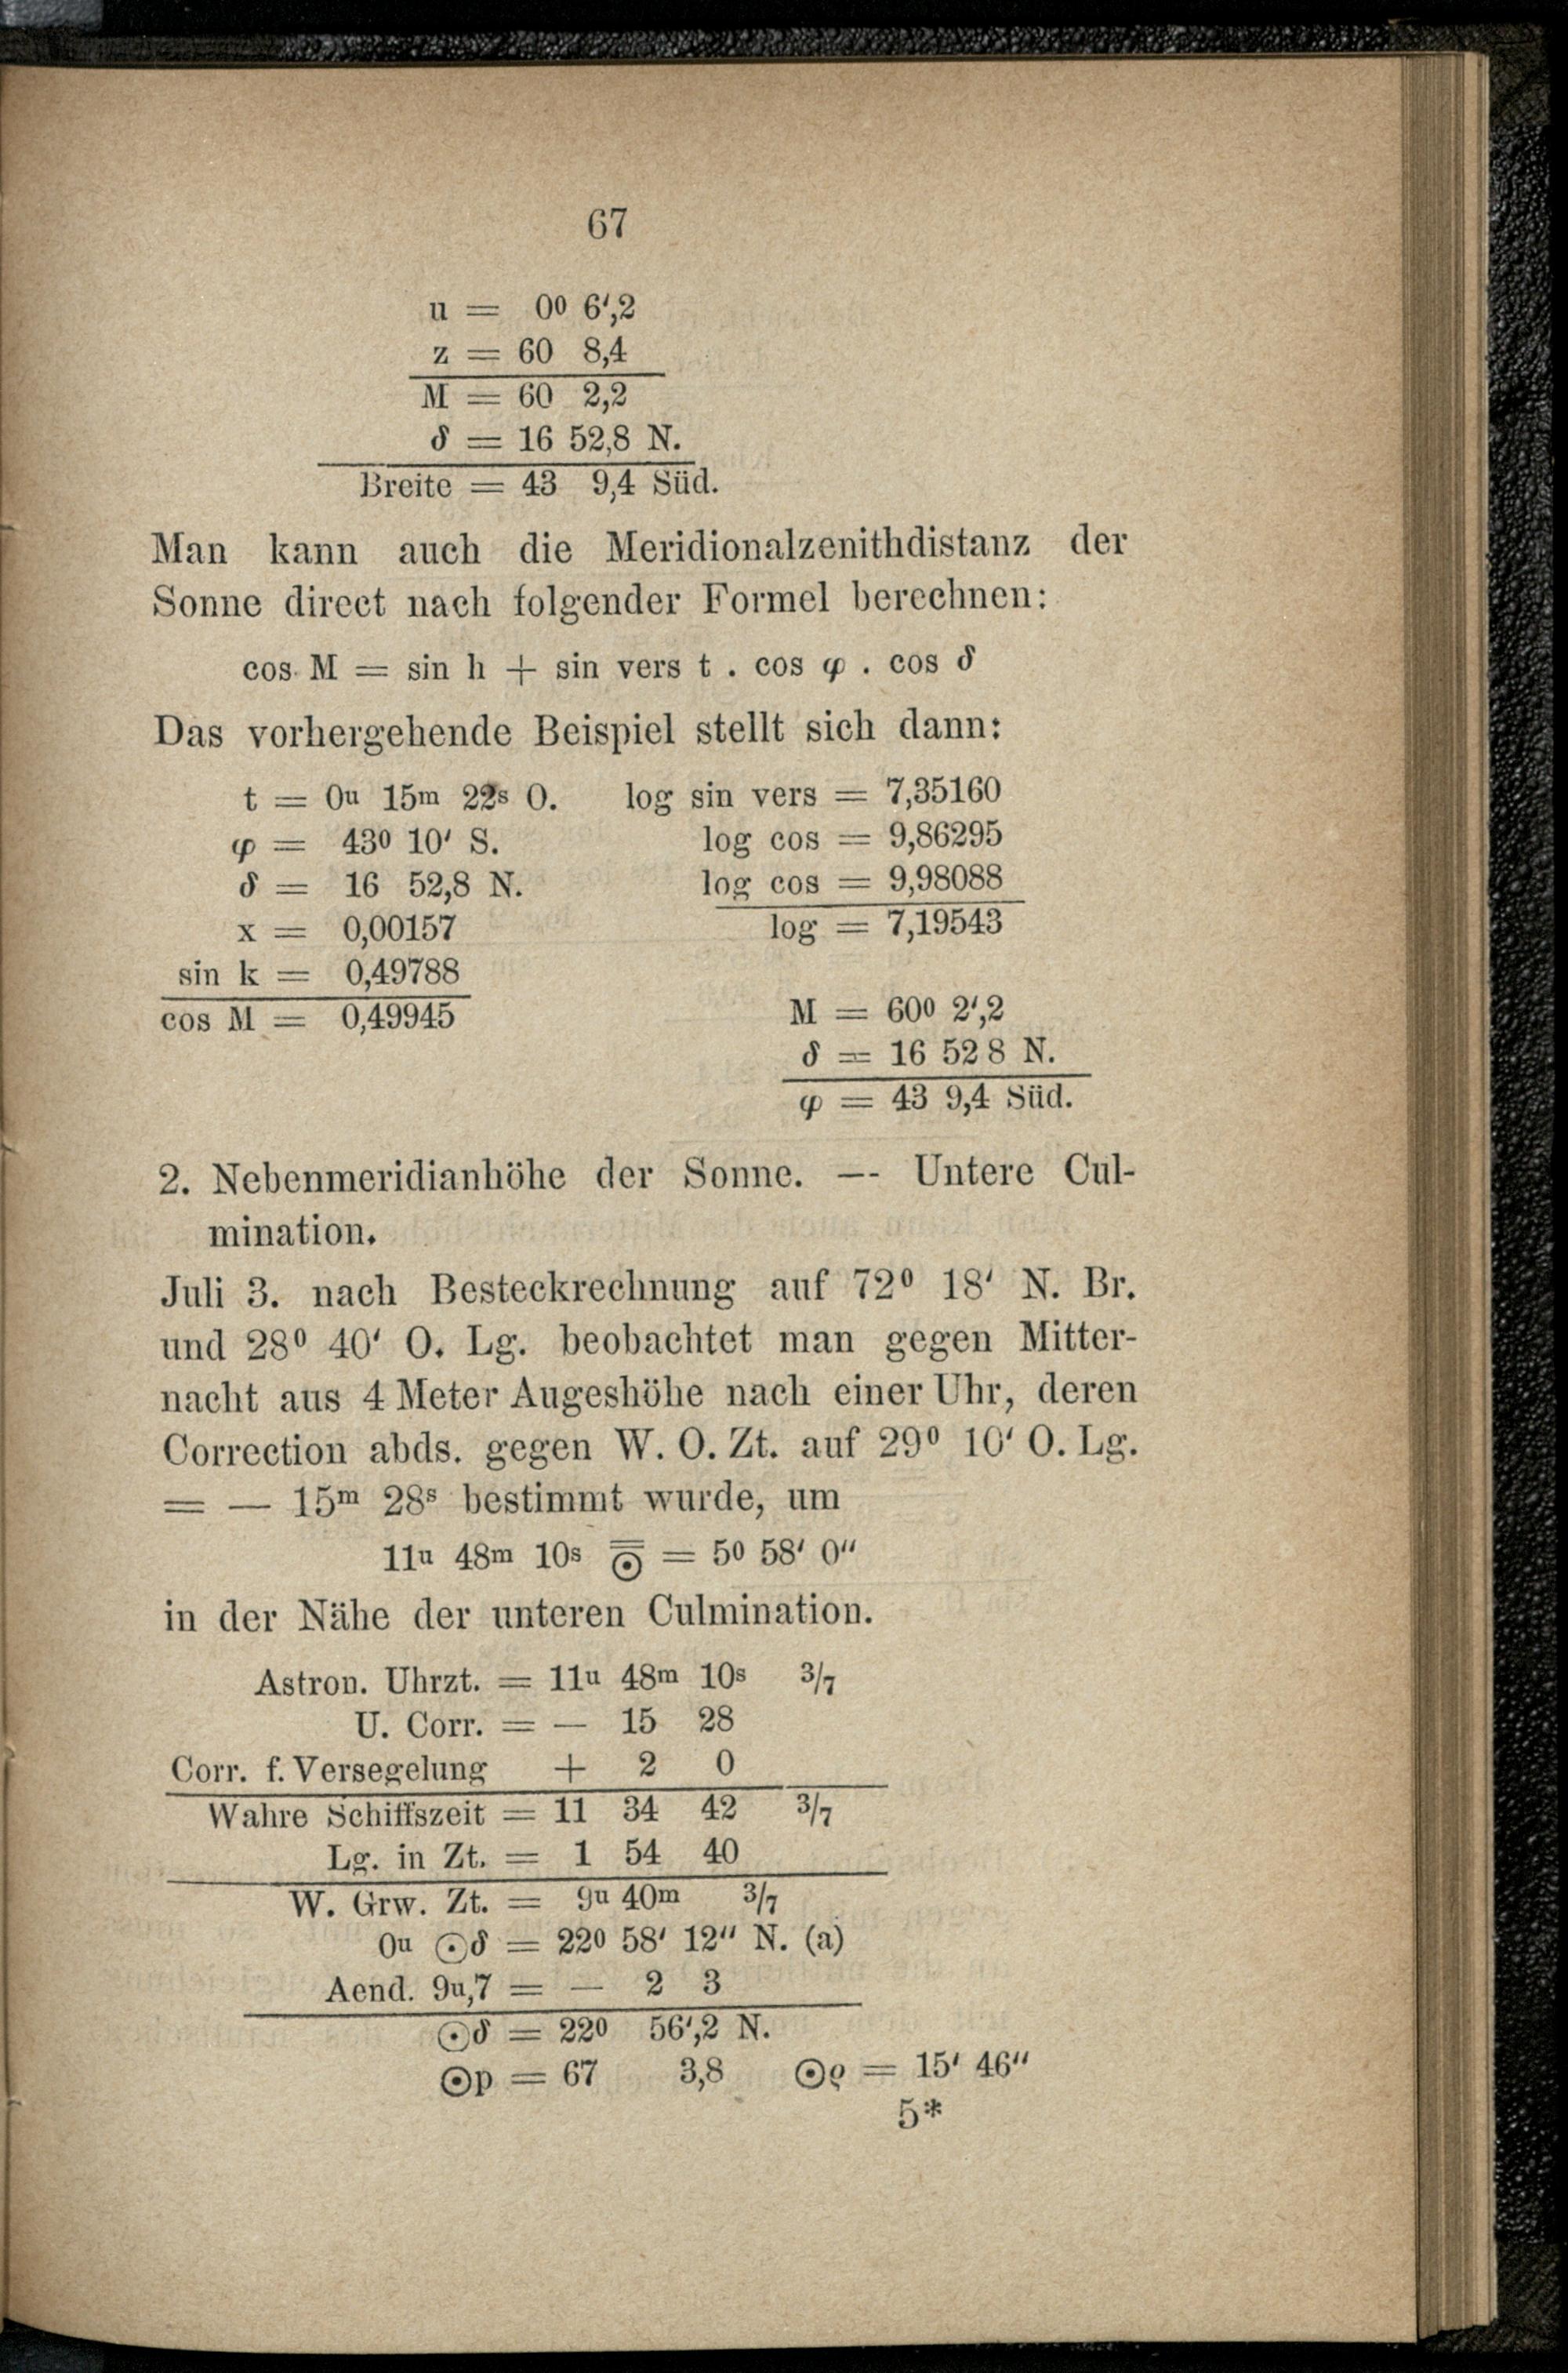 67
u = 0⁰ 6′,2
z = 60 8,4
M = 60 2,2
δ = 16 52,8 N.
Breite = 43 9,4 Süd.
Man kann auch die Meridionalzenithdistanz der
Sonne direct nach folgender Formel berechnen:
cos M = sin h + sin vers t . cos φ . cos δ
Das vorhergehende Beispiel stellt sich dann:
t = 0ᵘ 15ᵐ 22ˢ O. log sin vers = 7,35160
φ = 43⁰ 10′ S. log cos = 9,86295
δ = 16 52,8 N. log cos = 9,98088
x = 0,00157 log = 7,19543
sin k = 0,49788
cos M = 0,49945
M = 60⁰ 2′,2
δ = 16 52 8 N.
φ = 43 9,4 Süd.
2. Nebenmeridianhöhe der Sonne. — Untere Cul-
mination.
Juli 3. nach Besteckrechnung auf 72⁰ 18′ N. Br.
und 28⁰ 40′ O. Lg. beobachtet man gegen Mitter-
nacht aus 4 Meter Augeshöhe nach einer Uhr, deren
Correction abds. gegen W. O. Zt. auf 29⁰ 10′ O. Lg.
= — 15ᵐ 28ˢ bestimmt wurde, um
11ᵘ 48ᵐ 10ˢ ☉̿ = 5⁰ 58′ 0″
in der Nähe der unteren Culmination.
Astron. Uhrzt. = 11ᵘ 48ᵐ 10ˢ 3/7
U. Corr. = — 15 28
Corr. f. Versegelung + 2 0
Wahre Schiffszeit = 11 34 42 3/7
Lg. in Zt. = 1 54 40
W. Grw. Zt. = 9ᵘ 40ᵐ 3/7
0ᵘ ☉δ = 22⁰ 58′ 12″ N. (a)
Aend. 9ᵘ,7 = — 2 3
☉δ = 22⁰ 56′,2 N.
☉p = 67 3,8 ☉ϱ = 15′ 46″
5*